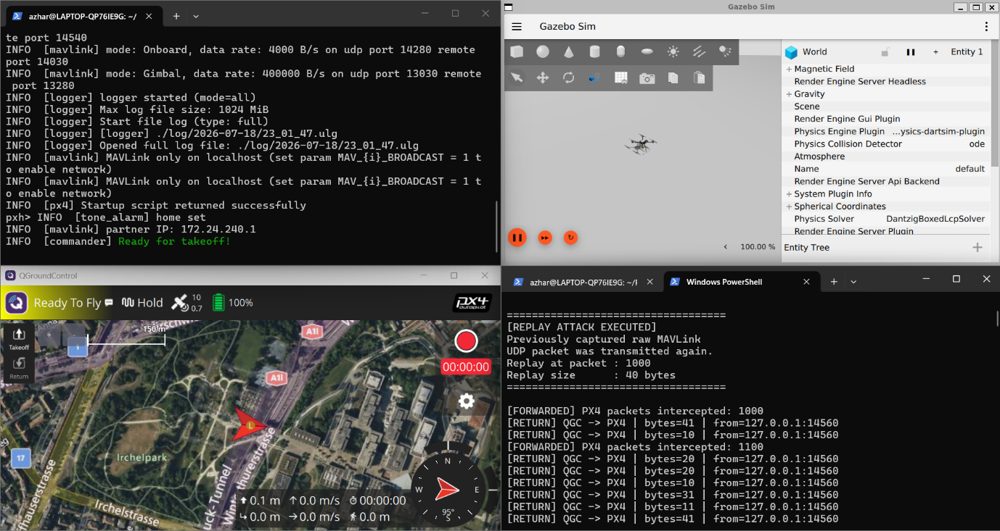 azhar@LAPTOP-QP76IE9G: ~/
te port 14540
INFO  [mavlink] mode: Onboard, data rate: 4000 B/s on udp port 14280 remote
port 14030
INFO  [mavlink] mode: Gimbal, data rate: 400000 B/s on udp port 13030 remote
port 13280
INFO  [logger] logger started (mode=all)
INFO  [logger] Max log file size: 1024 MiB
INFO  [logger] Start file log (type: full)
INFO  [logger] [logger] ./log/2026-07-18/23_01_47.ulg
INFO  [logger] Opened full log file: ./log/2026-07-18/23_01_47.ulg
INFO  [mavlink] MAVLink only on localhost (set param MAV_{i}_BROADCAST = 1 t
o enable network)
INFO  [mavlink] MAVLink only on localhost (set param MAV_{i}_BROADCAST = 1 t
o enable network)
INFO  [px4] Startup script returned successfully
pxh> INFO  [tone_alarm] home set
INFO  [mavlink] partner IP: 172.24.240.1
INFO  [commander] Ready for takeoff!
Gazebo Sim
Gazebo Sim
World
Entity 1
Magnetic Field
Render Engine Server Headless
Gravity
Scene
Render Engine Gui Plugin
Physics Engine Plugin ...ysics-dartsim-plugin
Physics Collision Detector ode
Atmosphere
Name default
Render Engine Server Api Backend
System Plugin Info
Spherical Coordinates
Physics Solver DantzigBoxedLcpSolver
Render Engine Server Plugin
100.00 %
Entity Tree
QGroundControl
Ready To Fly
Hold
10
0.7
100%
px4
autopilot
Takeoff
Return
150 m
A1l
A1l
00:00:00
17
L
Irchelpark
Irchelstrasse
uck-Tunnel
Winterthurerstrasse
ffhauserstrasse
N
W
E
S
95°
0.1 m
0.0 m/s
00:00:00
0.0 m
0.0 m/s
0.0 m
azhar@LAPTOP-QP76IE9G: ~/F
Windows PowerShell
===================================
[REPLAY ATTACK EXECUTED]
Previously captured raw MAVLink
UDP packet was transmitted again.
Replay at packet : 1000
Replay size      : 40 bytes
===================================
[FORWARDED] PX4 packets intercepted: 1000
[RETURN] QGC -> PX4 | bytes=41 | from=127.0.0.1:14560
[RETURN] QGC -> PX4 | bytes=10 | from=127.0.0.1:14560
[FORWARDED] PX4 packets intercepted: 1100
[RETURN] QGC -> PX4 | bytes=20 | from=127.0.0.1:14560
[RETURN] QGC -> PX4 | bytes=20 | from=127.0.0.1:14560
[RETURN] QGC -> PX4 | bytes=10 | from=127.0.0.1:14560
[RETURN] QGC -> PX4 | bytes=31 | from=127.0.0.1:14560
[RETURN] QGC -> PX4 | bytes=11 | from=127.0.0.1:14560
[RETURN] QGC -> PX4 | bytes=41 | from=127.0.0.1:14560